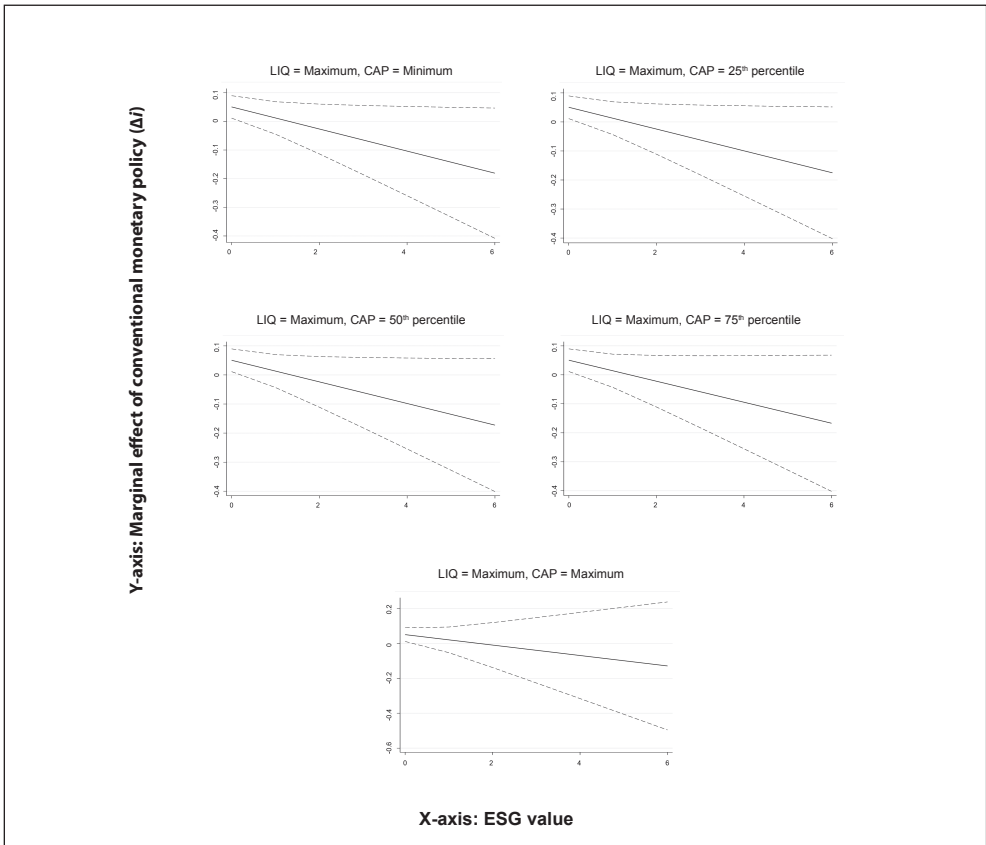 Y-axis: Marginal effect of conventional monetary policy (Δi)
LIQ = Maximum, CAP = Minimum
0.1
0
-0.1
-0.2
-0.3
-0.4
0 2 4 6
LIQ = Maximum, CAP = 25th percentile
0.1
0
-0.1
-0.2
-0.3
-0.4
0 2 4 6
LIQ = Maximum, CAP = 50th percentile
0.1
0
-0.1
-0.2
-0.3
-0.4
0 2 4 6
LIQ = Maximum, CAP = 75th percentile
0.1
0
-0.1
-0.2
-0.3
-0.4
0 2 4 6
LIQ = Maximum, CAP = Maximum
0.2
0
-0.2
-0.4
-0.6
0 2 4 6
X-axis: ESG value